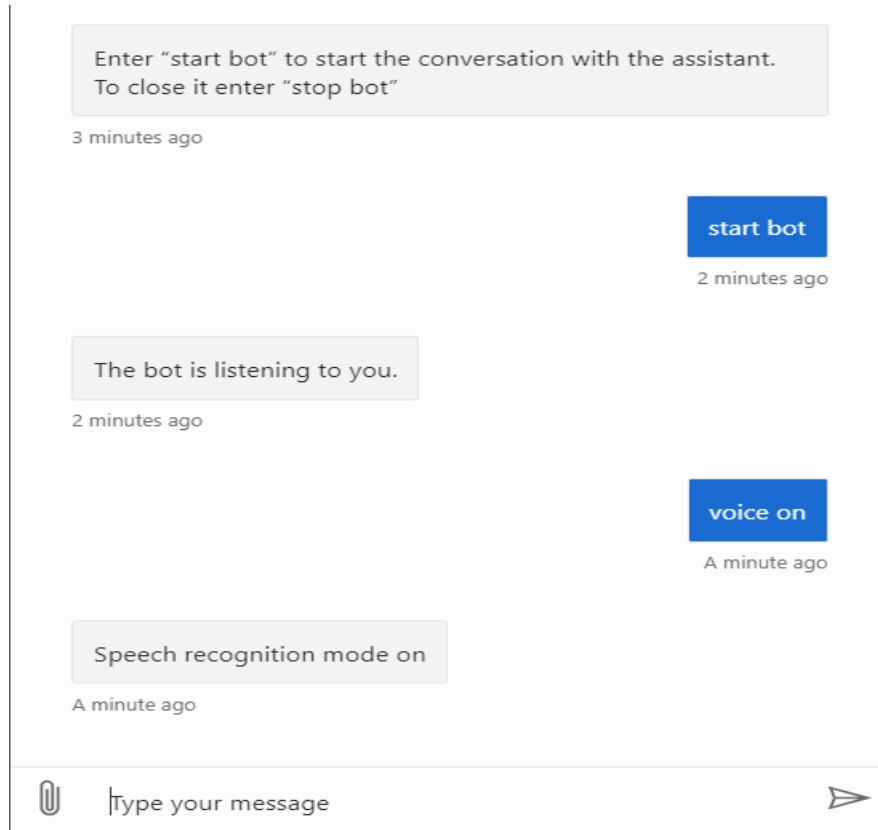 Enter “start bot” to start the conversation with the assistant.
To close it enter “stop bot”
3 minutes ago
start bot
2 minutes ago
The bot is listening to you.
2 minutes ago
voice on
A minute ago
Speech recognition mode on
A minute ago
Type your message